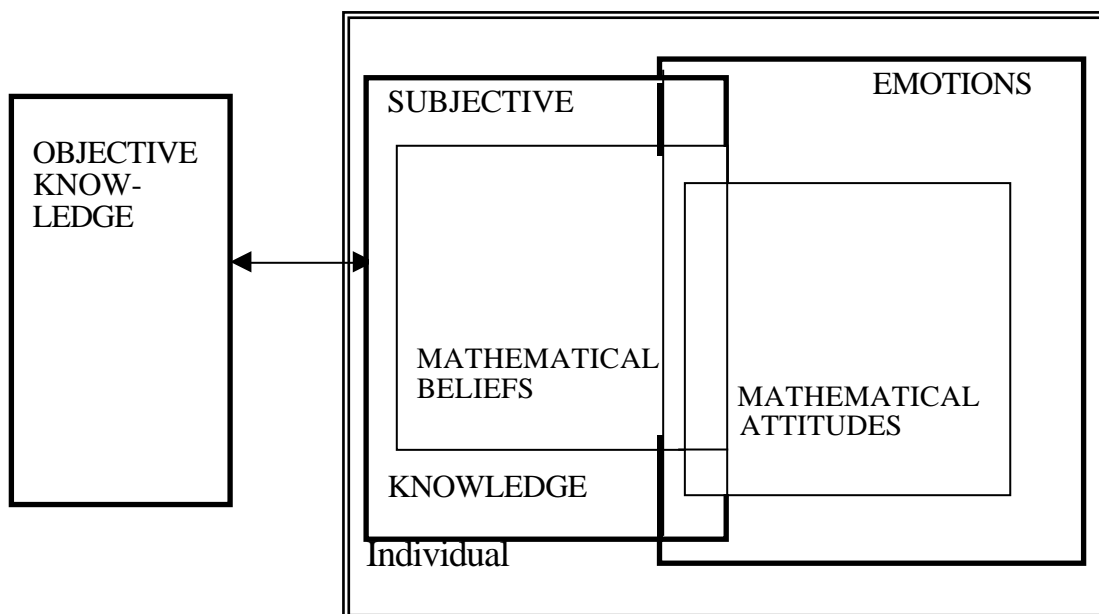 OBJECTIVE
KNOW-
LEDGE
SUBJECTIVE
MATHEMATICAL
BELIEFS
KNOWLEDGE
Individual
EMOTIONS
MATHEMATICAL
ATTITUDES